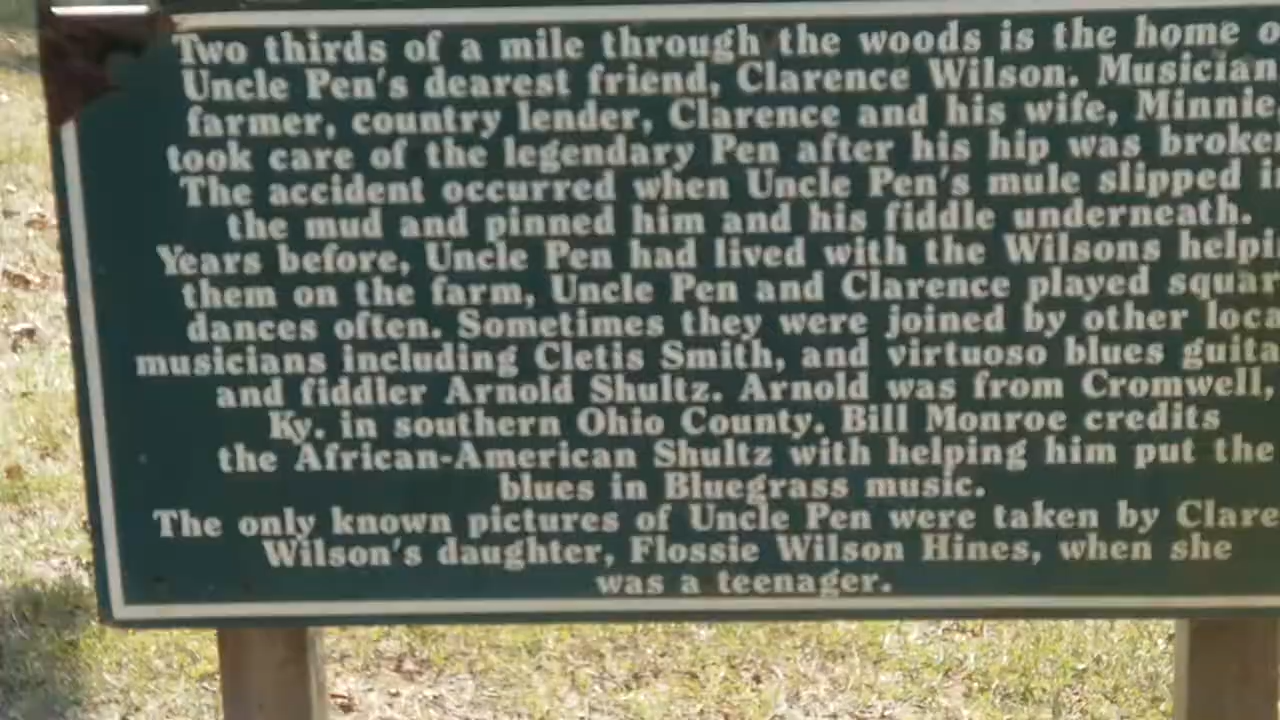 Two thirds of a mile through the woods is the home o
Uncle Pen's dearest friend, Clarence Wilson. Musician
farmer, country lender, Clarence and his wife, Minnie
took care of the legendary Pen after his hip was broke
The accident occurred when Uncle Pen's mule slipped i
the mud and pinned him and his fiddle underneath.
Years before, Uncle Pen had lived with the Wilsons helpi
them on the farm, Uncle Pen and Clarence played squar
dances often. Sometimes they were joined by other loca
musicians including Cletis Smith, and virtuoso blues guita
and fiddler Arnold Shultz. Arnold was from Cromwell,
Ky. in southern Ohio County. Bill Monroe credits
the African-American Shultz with helping him put the
blues in Bluegrass music.
The only known pictures of Uncle Pen were taken by Clare
Wilson's daughter, Flossie Wilson Hines, when she
was a teenager.